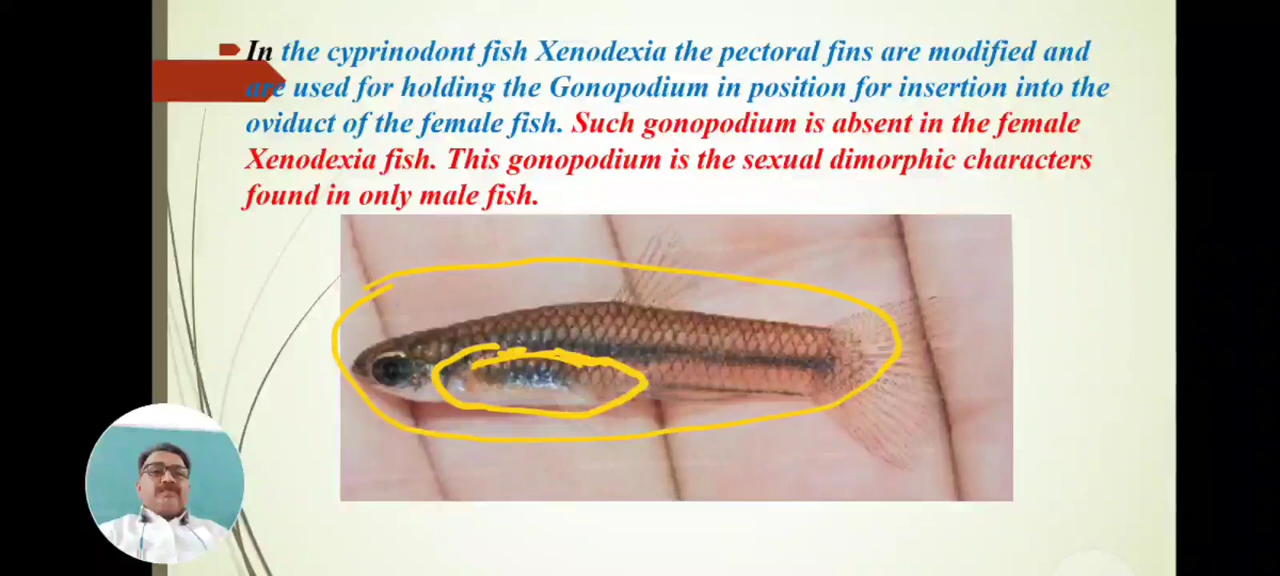 In the cyprinodont fish Xenodexia the pectoral fins are modified and
are used for holding the Gonopodium in position for insertion into the
oviduct of the female fish. Such gonopodium is absent in the female
Xenodexia fish. This gonopodium is the sexual dimorphic characters
found in only male fish.